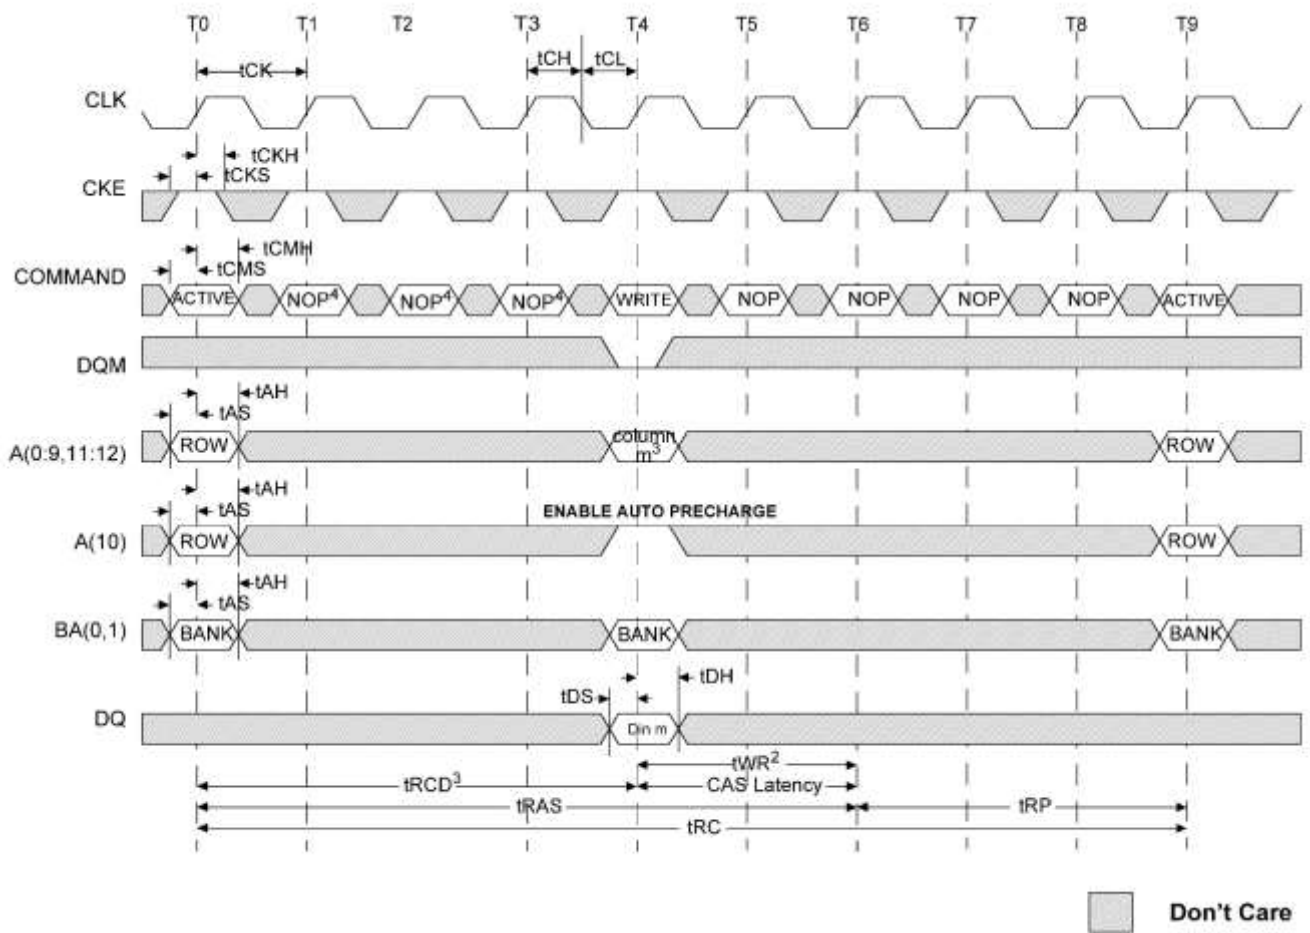 T0 T1 T2 T3 T4 T5 T6 T7 T8 T9
tCK tCH tCL
CLK
tCKH
tCKS
CKE
tCMH
tCMS
COMMAND
ACTIVE NOP4 NOP4 NOP4 WRITE NOP NOP NOP NOP ACTIVE
DQM
tAH
tAS
A(0:9,11:12) ROW column m3 ROW
tAH
tAS
ENABLE AUTO PRECHARGE
A(10) ROW ROW
tAH
tAS
BA(0,1) BANK BANK BANK
tDH
tDS
DQ Din m
tWR2
tRCD3 CAS Latency
tRAS tRP
tRC
Don't Care